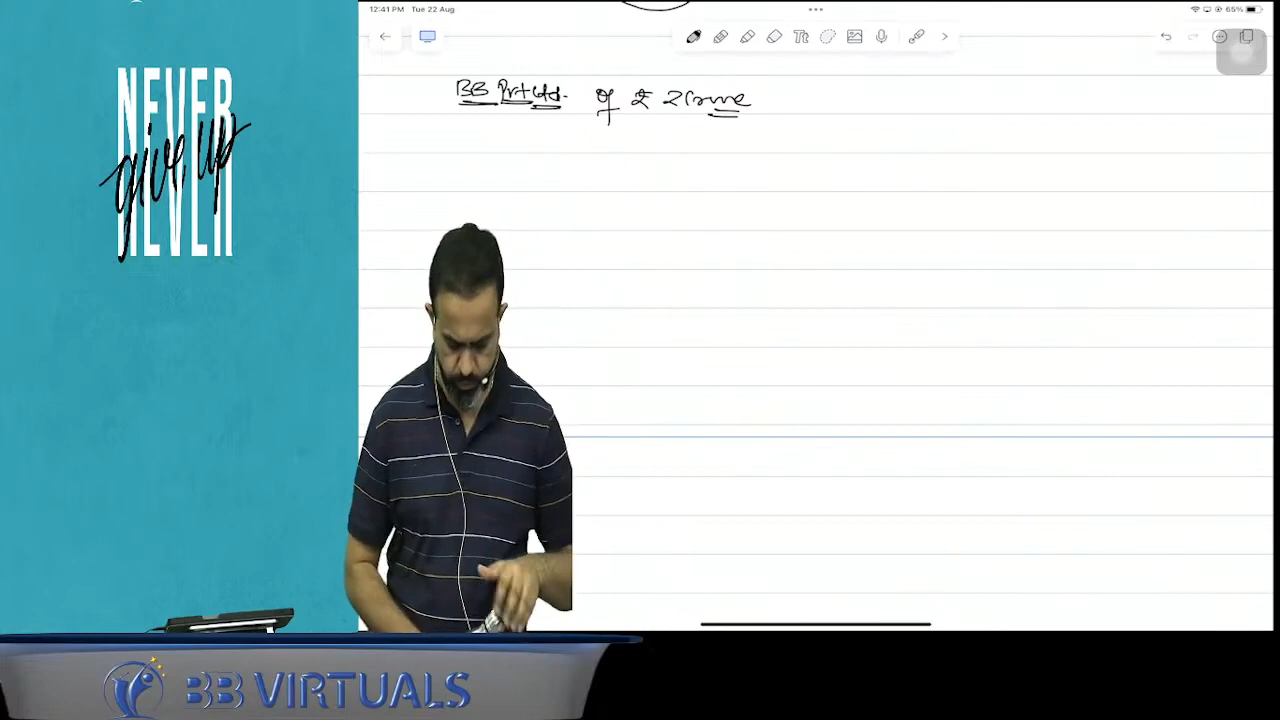 12:41 PM Tue 22 Aug
65%
NEVER
give up
NEVER
BB Pvt Ltd. of ₹ 2 Crore
BB VIRTUALS